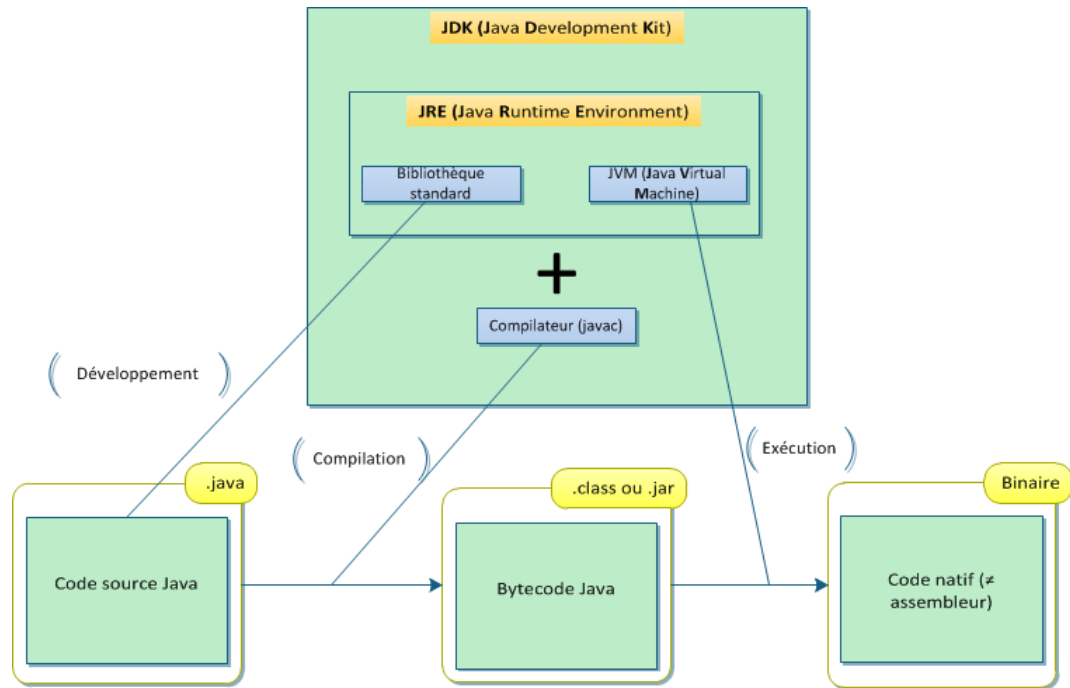 JDK (Java Development Kit)
JRE (Java Runtime Environment)
Bibliothèque
standard
JVM (Java Virtual
Machine)
+
Compilateur (javac)
( Développement )
( Compilation )
( Exécution )
.java
Code source Java
.class ou .jar
Bytecode Java
Binaire
Code natif (≠
assembleur)